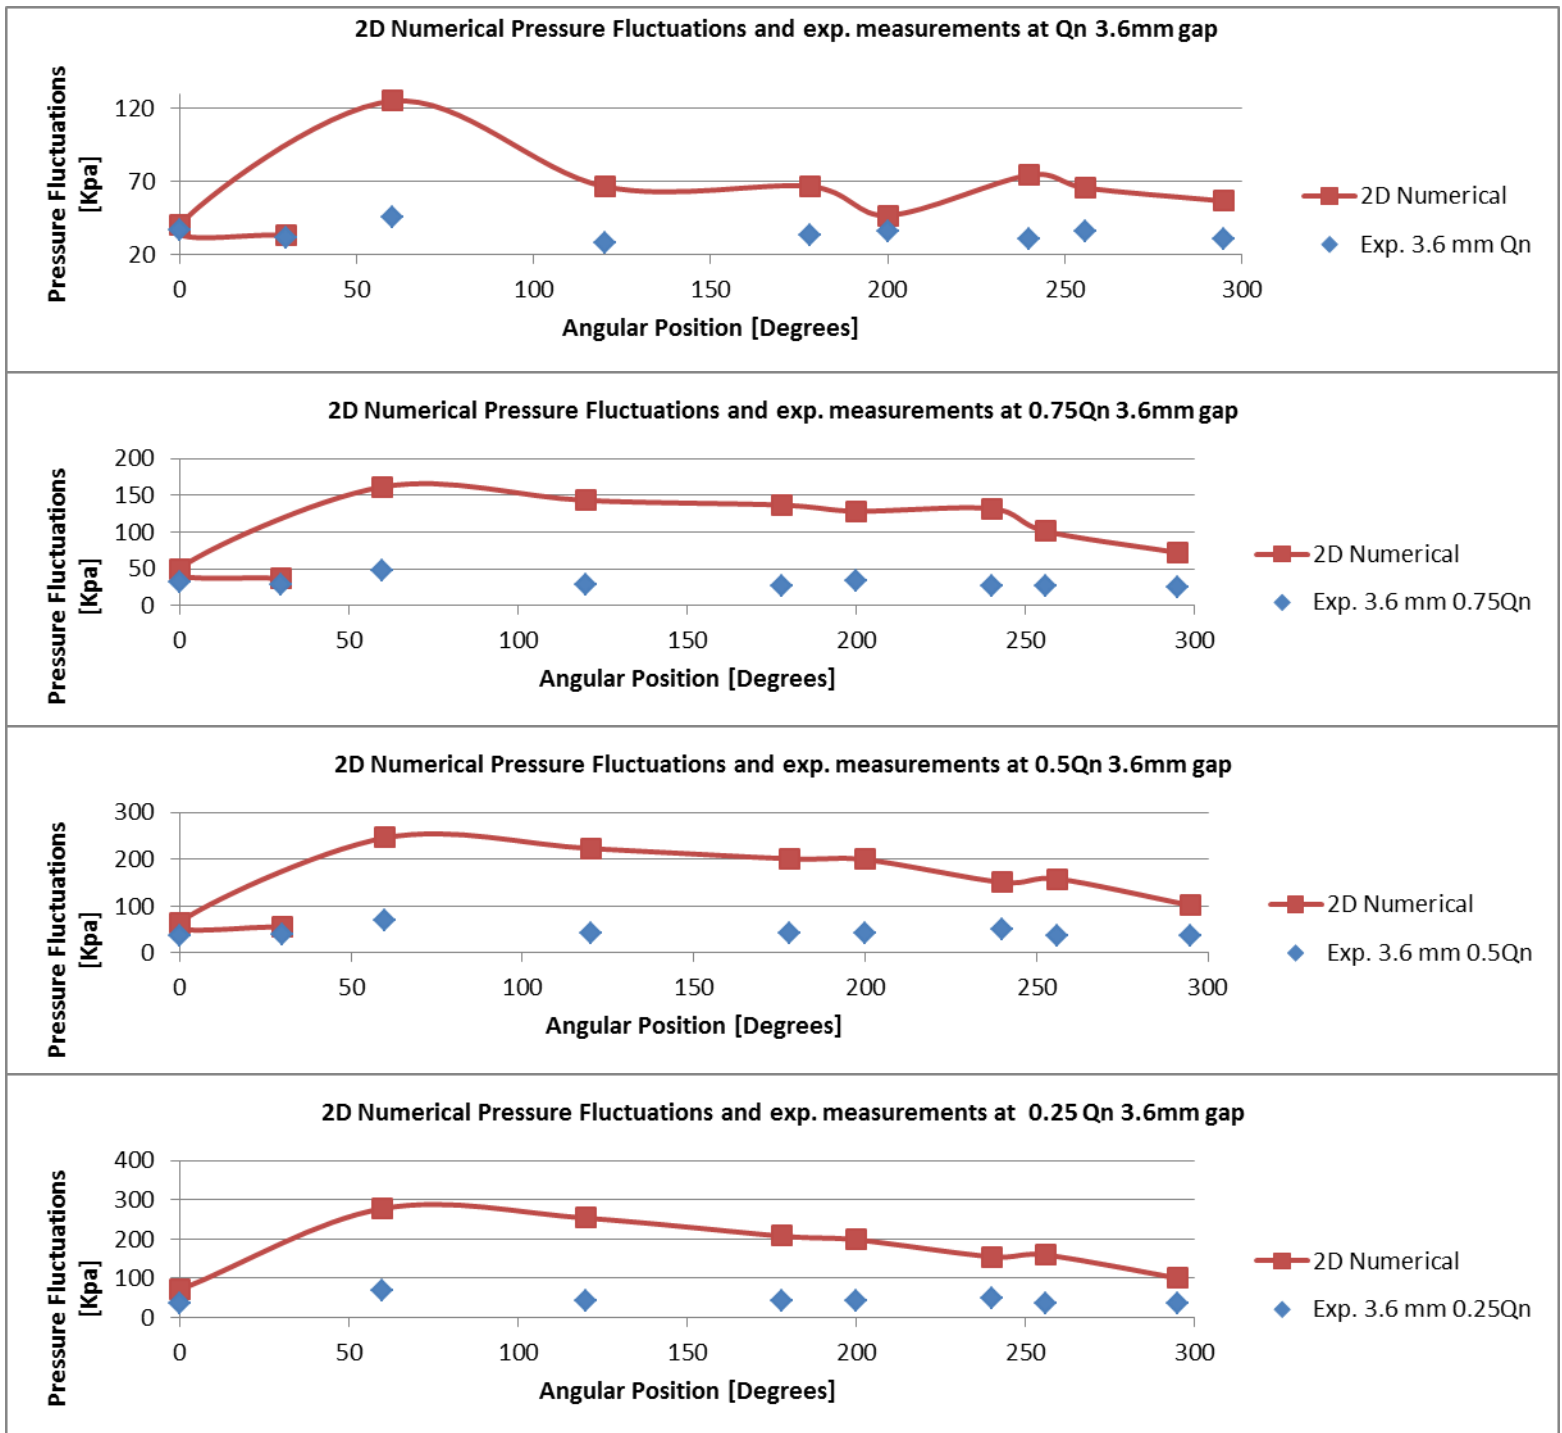 2D Numerical Pressure Fluctuations and exp. measurements at Qn 3.6mm gap
Pressure Fluctuations
[Kpa]
120
70
20
0 50 100 150 200 250 300
Angular Position [Degrees]
2D Numerical
Exp. 3.6 mm Qn
2D Numerical Pressure Fluctuations and exp. measurements at 0.75Qn 3.6mm gap
Pressure Fluctuations
[Kpa]
200
150
100
50
0
0 50 100 150 200 250 300
Angular Position [Degrees]
2D Numerical
Exp. 3.6 mm 0.75Qn
2D Numerical Pressure Fluctuations and exp. measurements at 0.5Qn 3.6mm gap
Pressure Fluctuations
[Kpa]
300
200
100
0
0 50 100 150 200 250 300
Angular Position [Degrees]
2D Numerical
Exp. 3.6 mm 0.5Qn
2D Numerical Pressure Fluctuations and exp. measurements at 0.25 Qn 3.6mm gap
Pressure Fluctuations
[Kpa]
400
300
200
100
0
0 50 100 150 200 250 300
Angular Position [Degrees]
2D Numerical
Exp. 3.6 mm 0.25Qn